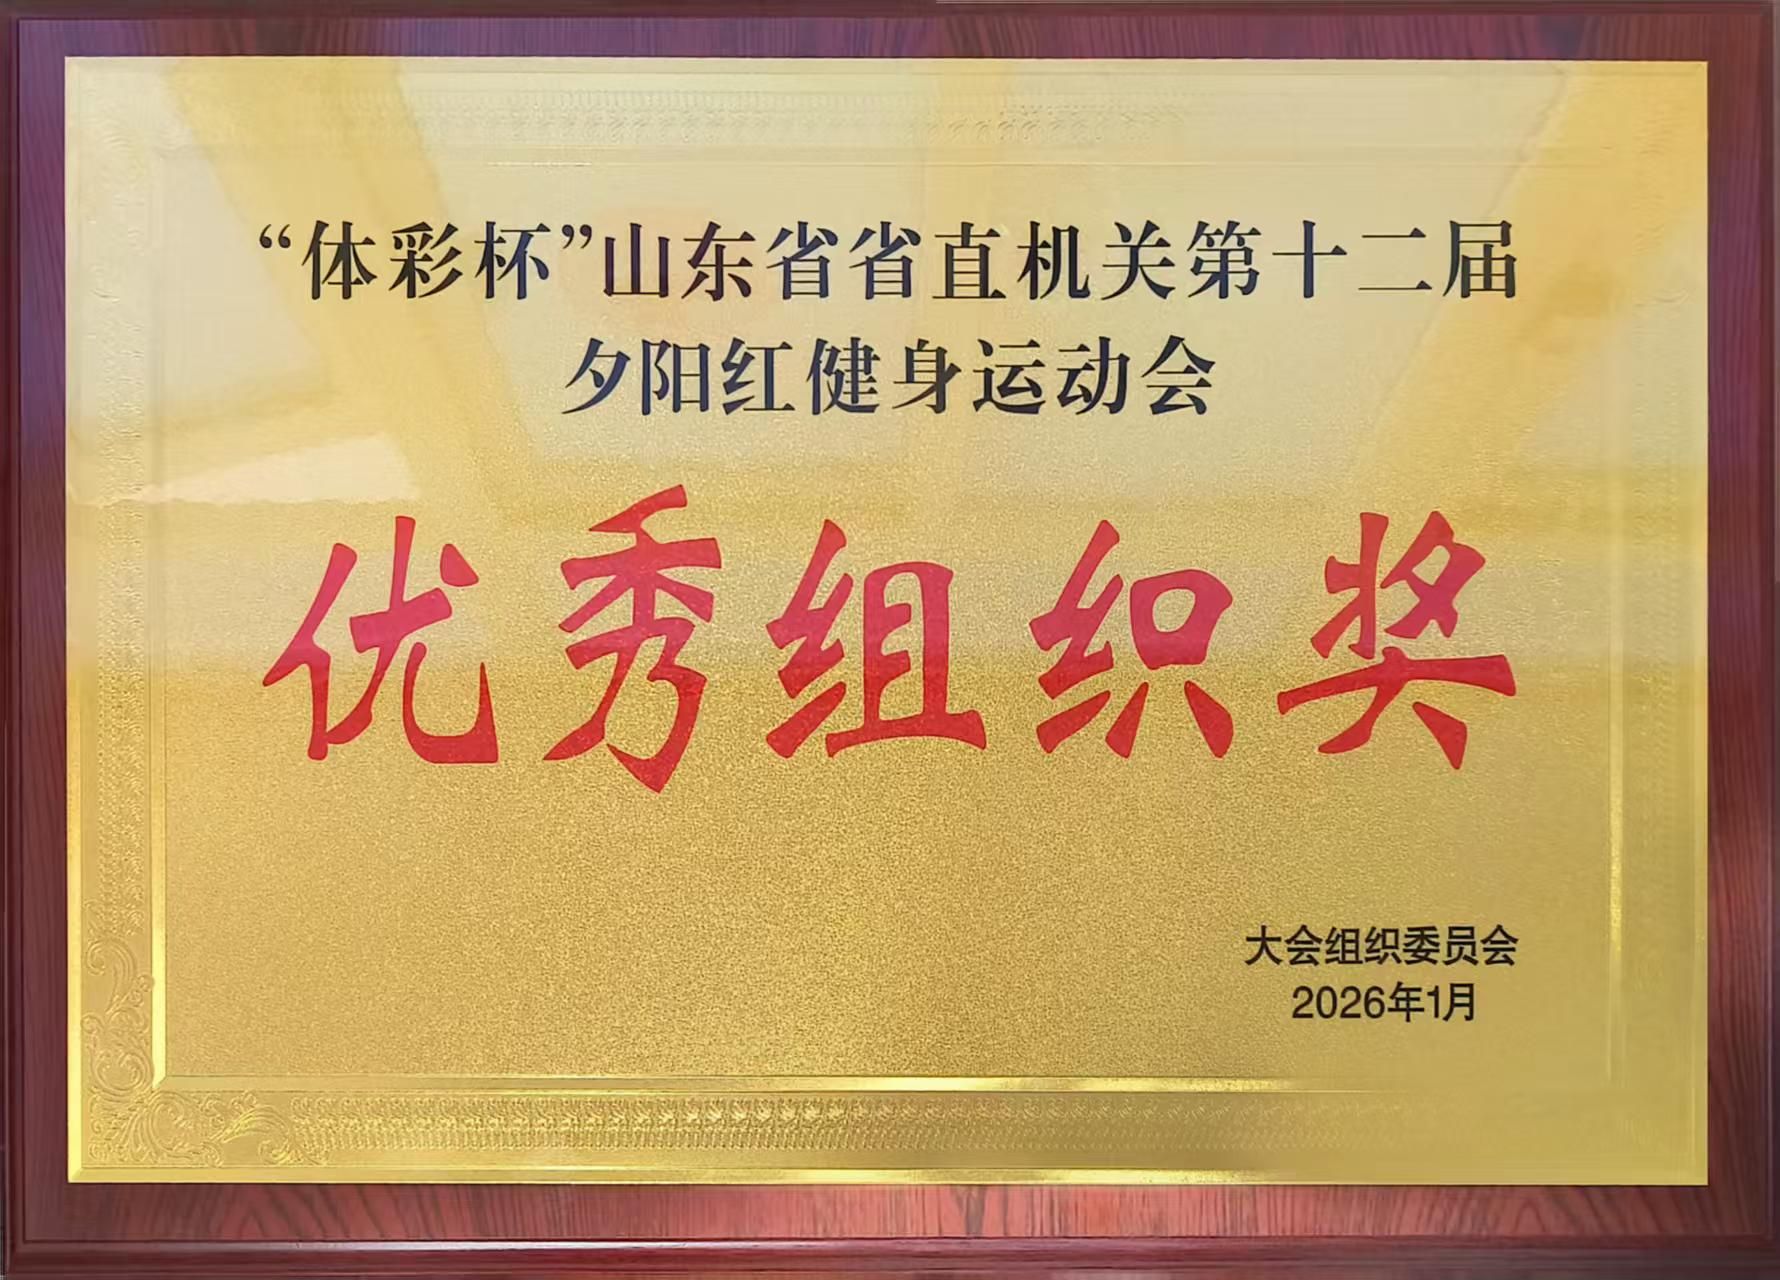 “体彩杯”山东省省直机关第十二届
夕阳红健身运动会
优秀组织奖
大会组织委员会
2026年1月